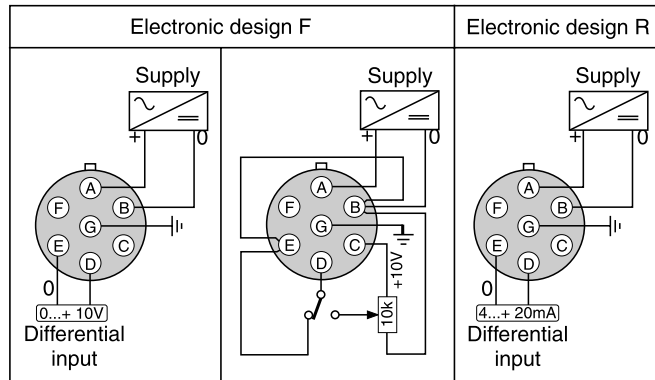 Electronic design F
Electronic design R
Supply
+ 0
A
F B
G
E C
D
0
0...+ 10V
Differential
input
Supply
+ 0
A
F B
G
E C
D
+10V
10k
Supply
+ 0
A
F B
G
E C
D
0
4...+ 20mA
Differential
input